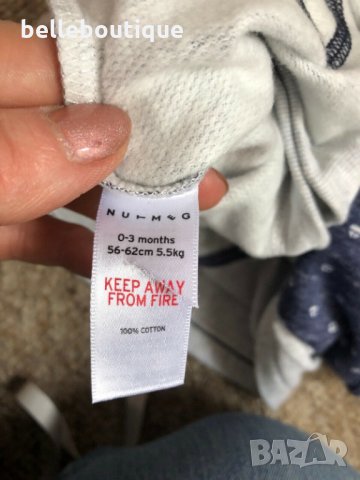 belleboutique
NUTMEG
0-3 months
56-62cm 5.5kg
KEEP AWAY
FROM FIRE
100% COTTON
BAZAR